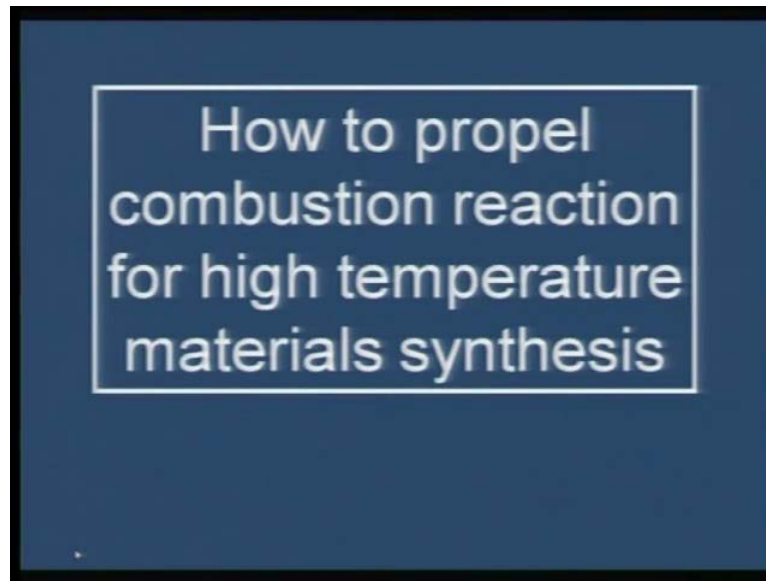 How to propel
combustion reaction
for high temperature
materials synthesis